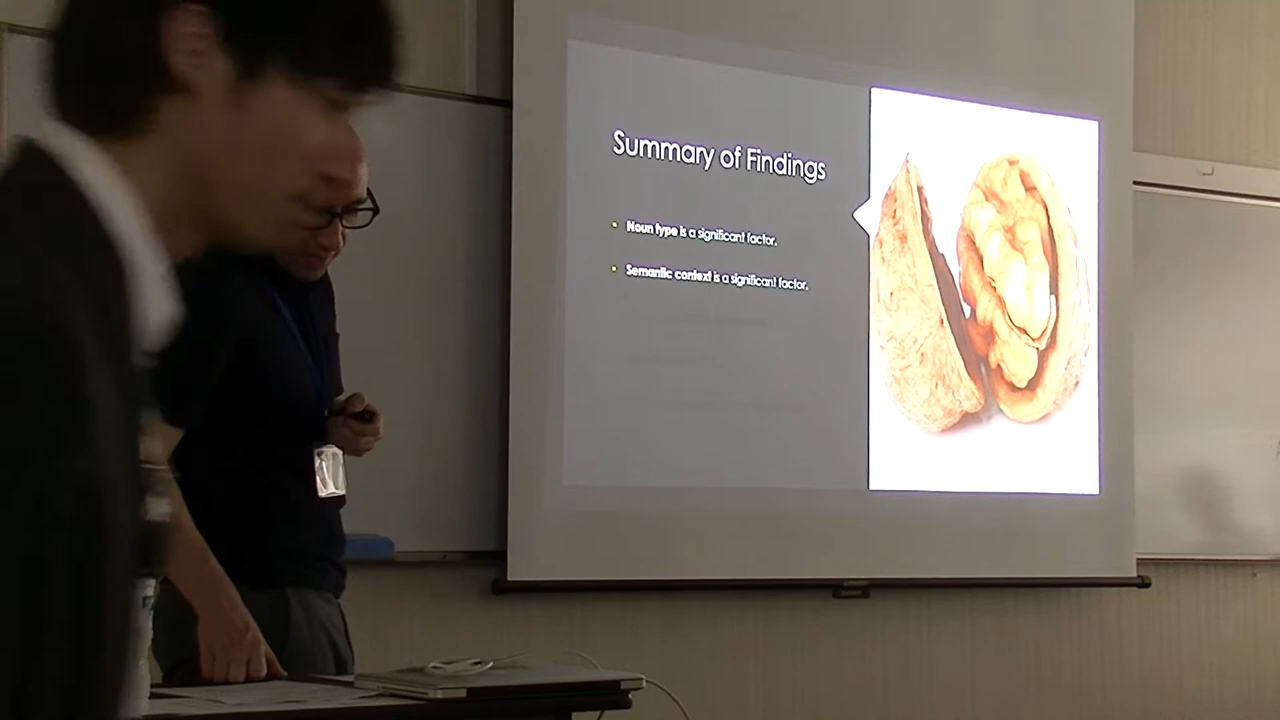 Summary of Findings
Noun type is a significant factor.
Semantic context is a significant factor.